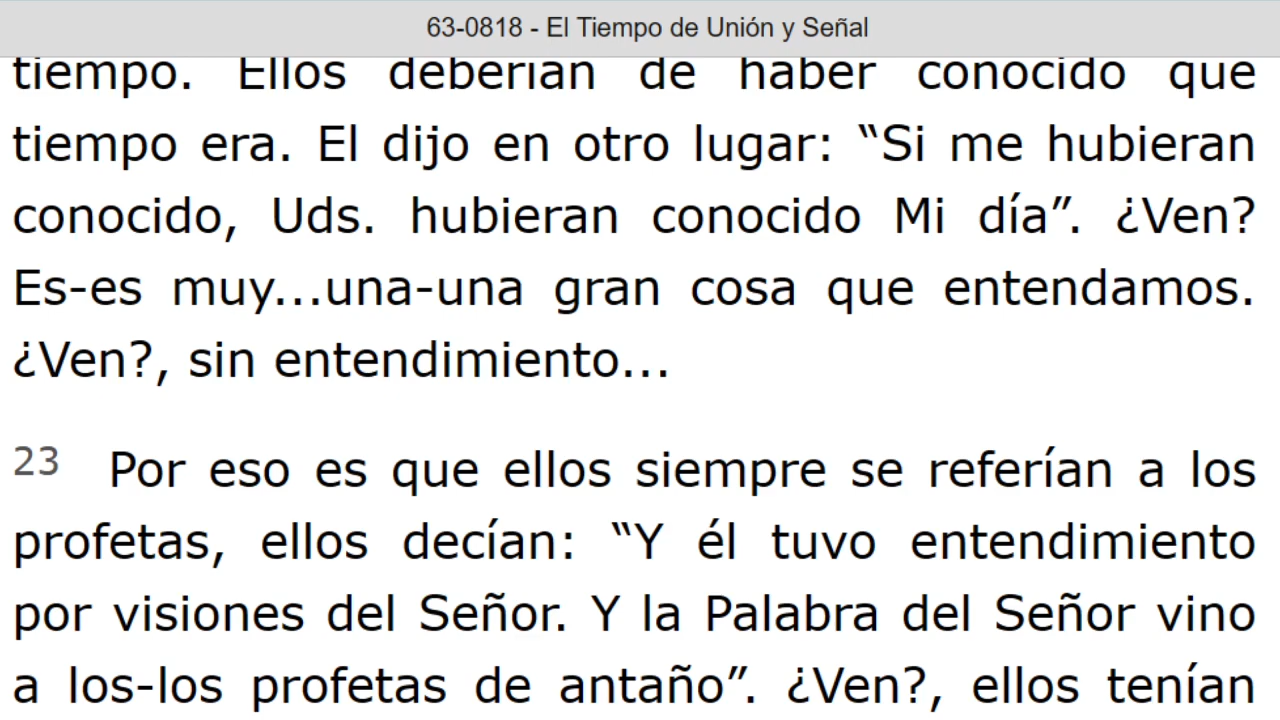 63-0818 - El Tiempo de Unión y Señal
tiempo. Ellos deberían de haber conocido que
tiempo era. El dijo en otro lugar: “Si me hubieran
conocido, Uds. hubieran conocido Mi día”. ¿Ven?
Es-es muy...una-una gran cosa que entendamos.
¿Ven?, sin entendimiento...
23 Por eso es que ellos siempre se referían a los
profetas, ellos decían: “Y él tuvo entendimiento
por visiones del Señor. Y la Palabra del Señor vino
a los-los profetas de antaño”. ¿Ven?, ellos tenían